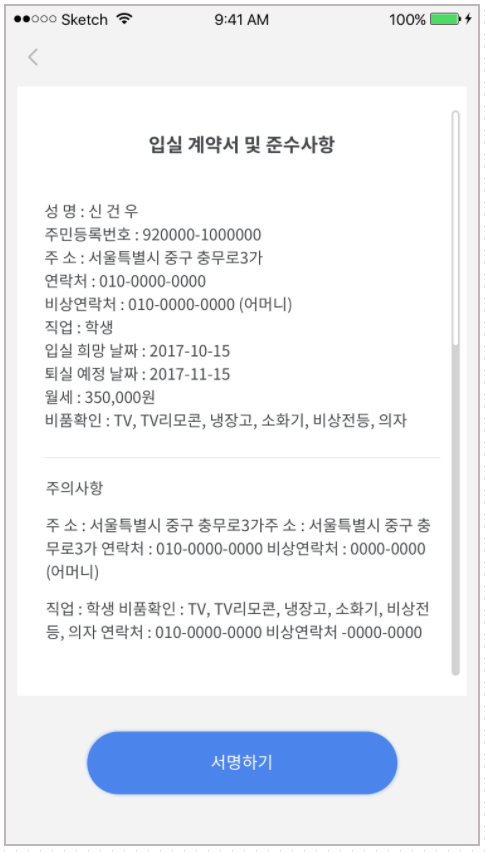 Sketch 9:41 AM 100%
입실 계약서 및 준수사항
성 명 : 신 건 우
주민등록번호 : 920000-1000000
주 소 : 서울특별시 중구 충무로3가
연락처 : 010-0000-0000
비상연락처 : 010-0000-0000 (어머니)
직업 : 학생
입실 희망 날짜 : 2017-10-15
퇴실 예정 날짜 : 2017-11-15
월세 : 350,000원
비품확인 : TV, TV리모콘, 냉장고, 소화기, 비상전등, 의자
주의사항
주 소 : 서울특별시 중구 충무로3가주 소 : 서울특별시 중구 충
무로3가 연락처 : 010-0000-0000 비상연락처 : 0000-0000
(어머니)
직업 : 학생 비품확인 : TV, TV리모콘, 냉장고, 소화기, 비상전
등, 의자 연락처 : 010-0000-0000 비상연락처 -0000-0000
서명하기